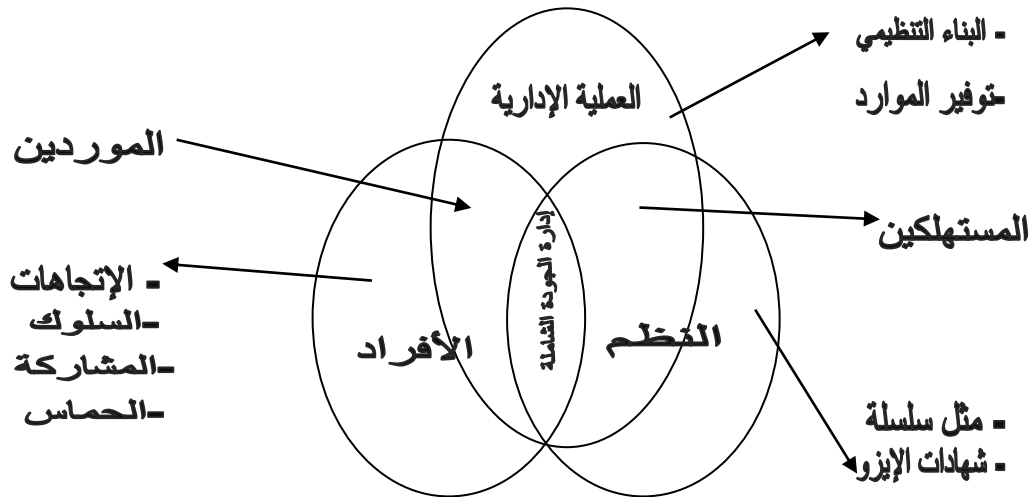 - البناء التنظيمي
-توفير الموارد
العملية الإدارية
الموردين
المستهلكين
إدارة الجودة الشاملة
- الإتجاهات
-السلوك
-المشاركة
-الحماس
الأفراد
النظم
- مثل سلسلة
- شهادات الإيزو